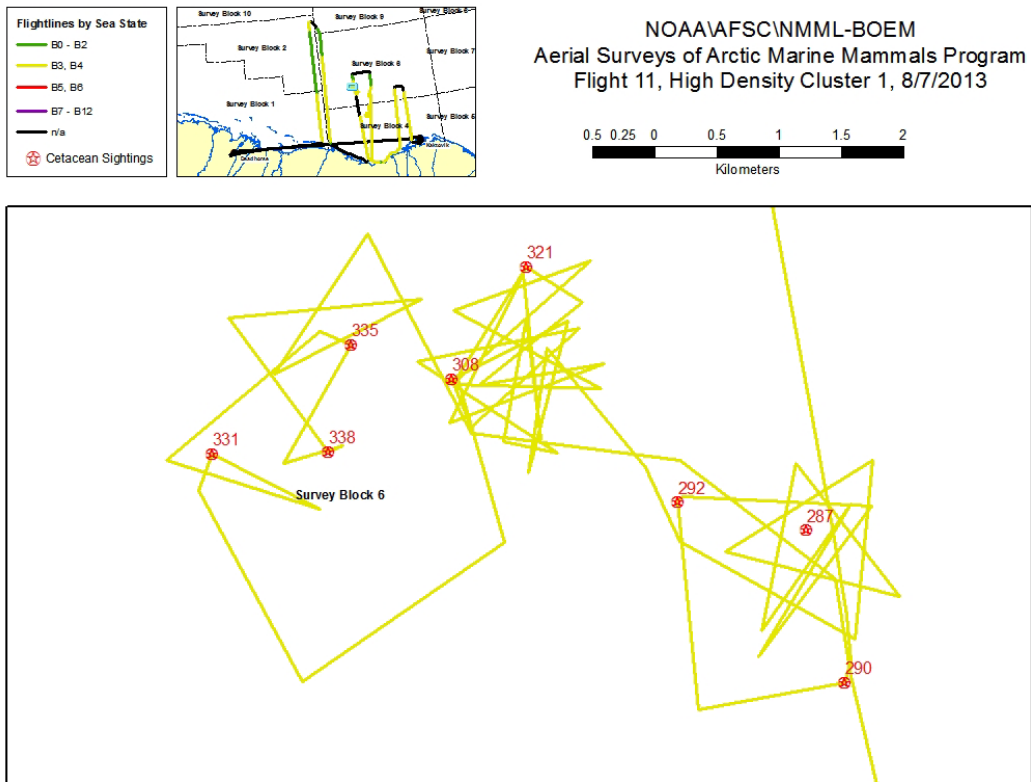 Flightlines by Sea State
B0 - B2
B3, B4
B5, B6
B7 - B12
n/a
Cetacean Sightings
Survey Block 10
Survey Block 9
Survey Block 2
Survey Block 7
Survey Block 6
Survey Block 1
Survey Block 4
Survey Block 5
Deadhorse
Kaktovik
NOAA\AFSC\NMML-BOEM
Aerial Surveys of Arctic Marine Mammals Program
Flight 11, High Density Cluster 1, 8/7/2013
0.5 0.25 0 0.5 1 1.5 2
Kilometers
321
335
308
331
338
Survey Block 6
292
287
290